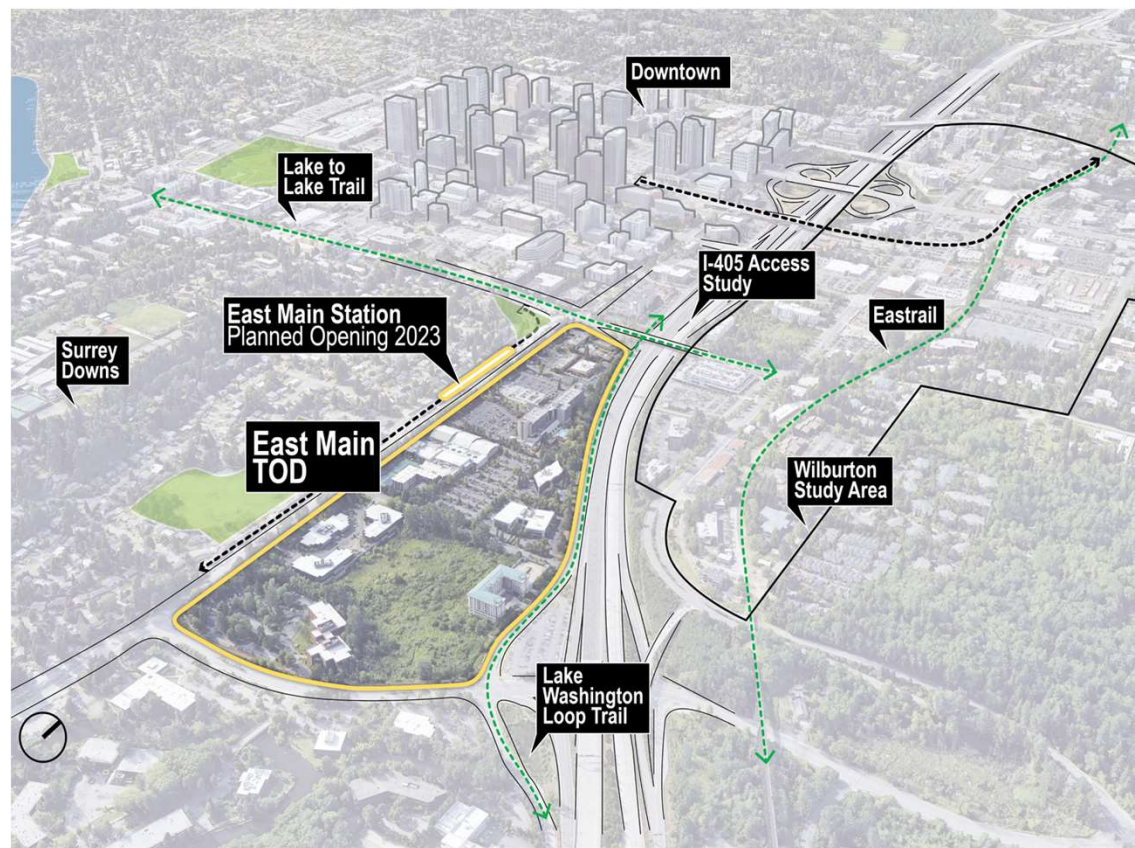 Downtown
Lake to
Lake Trail
I-405 Access
Study
East Main Station
Planned Opening 2023
Eastrail
Surrey
Downs
East Main
TOD
Wilburton
Study Area
Lake
Washington
Loop Trail